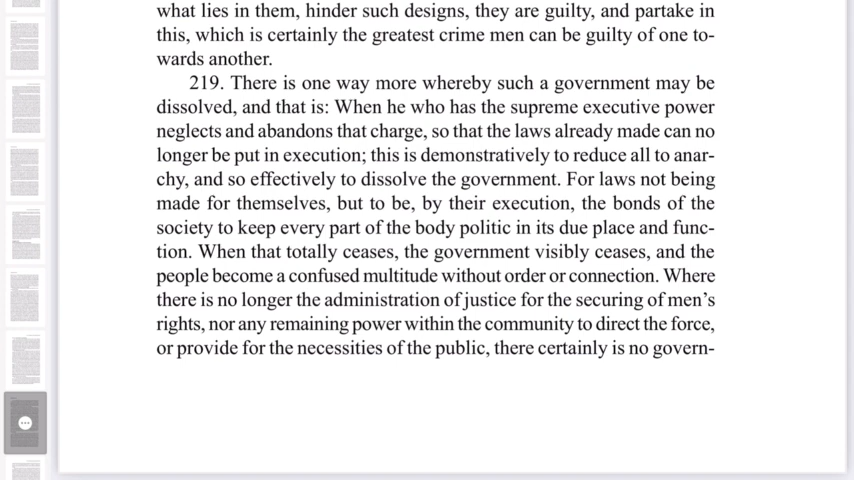 what lies in them, hinder such designs, they are guilty, and partake in
this, which is certainly the greatest crime men can be guilty of one to-
wards another.
219. There is one way more whereby such a government may be
dissolved, and that is: When he who has the supreme executive power
neglects and abandons that charge, so that the laws already made can no
longer be put in execution; this is demonstratively to reduce all to anar-
chy, and so effectively to dissolve the government. For laws not being
made for themselves, but to be, by their execution, the bonds of the
society to keep every part of the body politic in its due place and func-
tion. When that totally ceases, the government visibly ceases, and the
people become a confused multitude without order or connection. Where
there is no longer the administration of justice for the securing of men’s
rights, nor any remaining power within the community to direct the force,
or provide for the necessities of the public, there certainly is no govern-